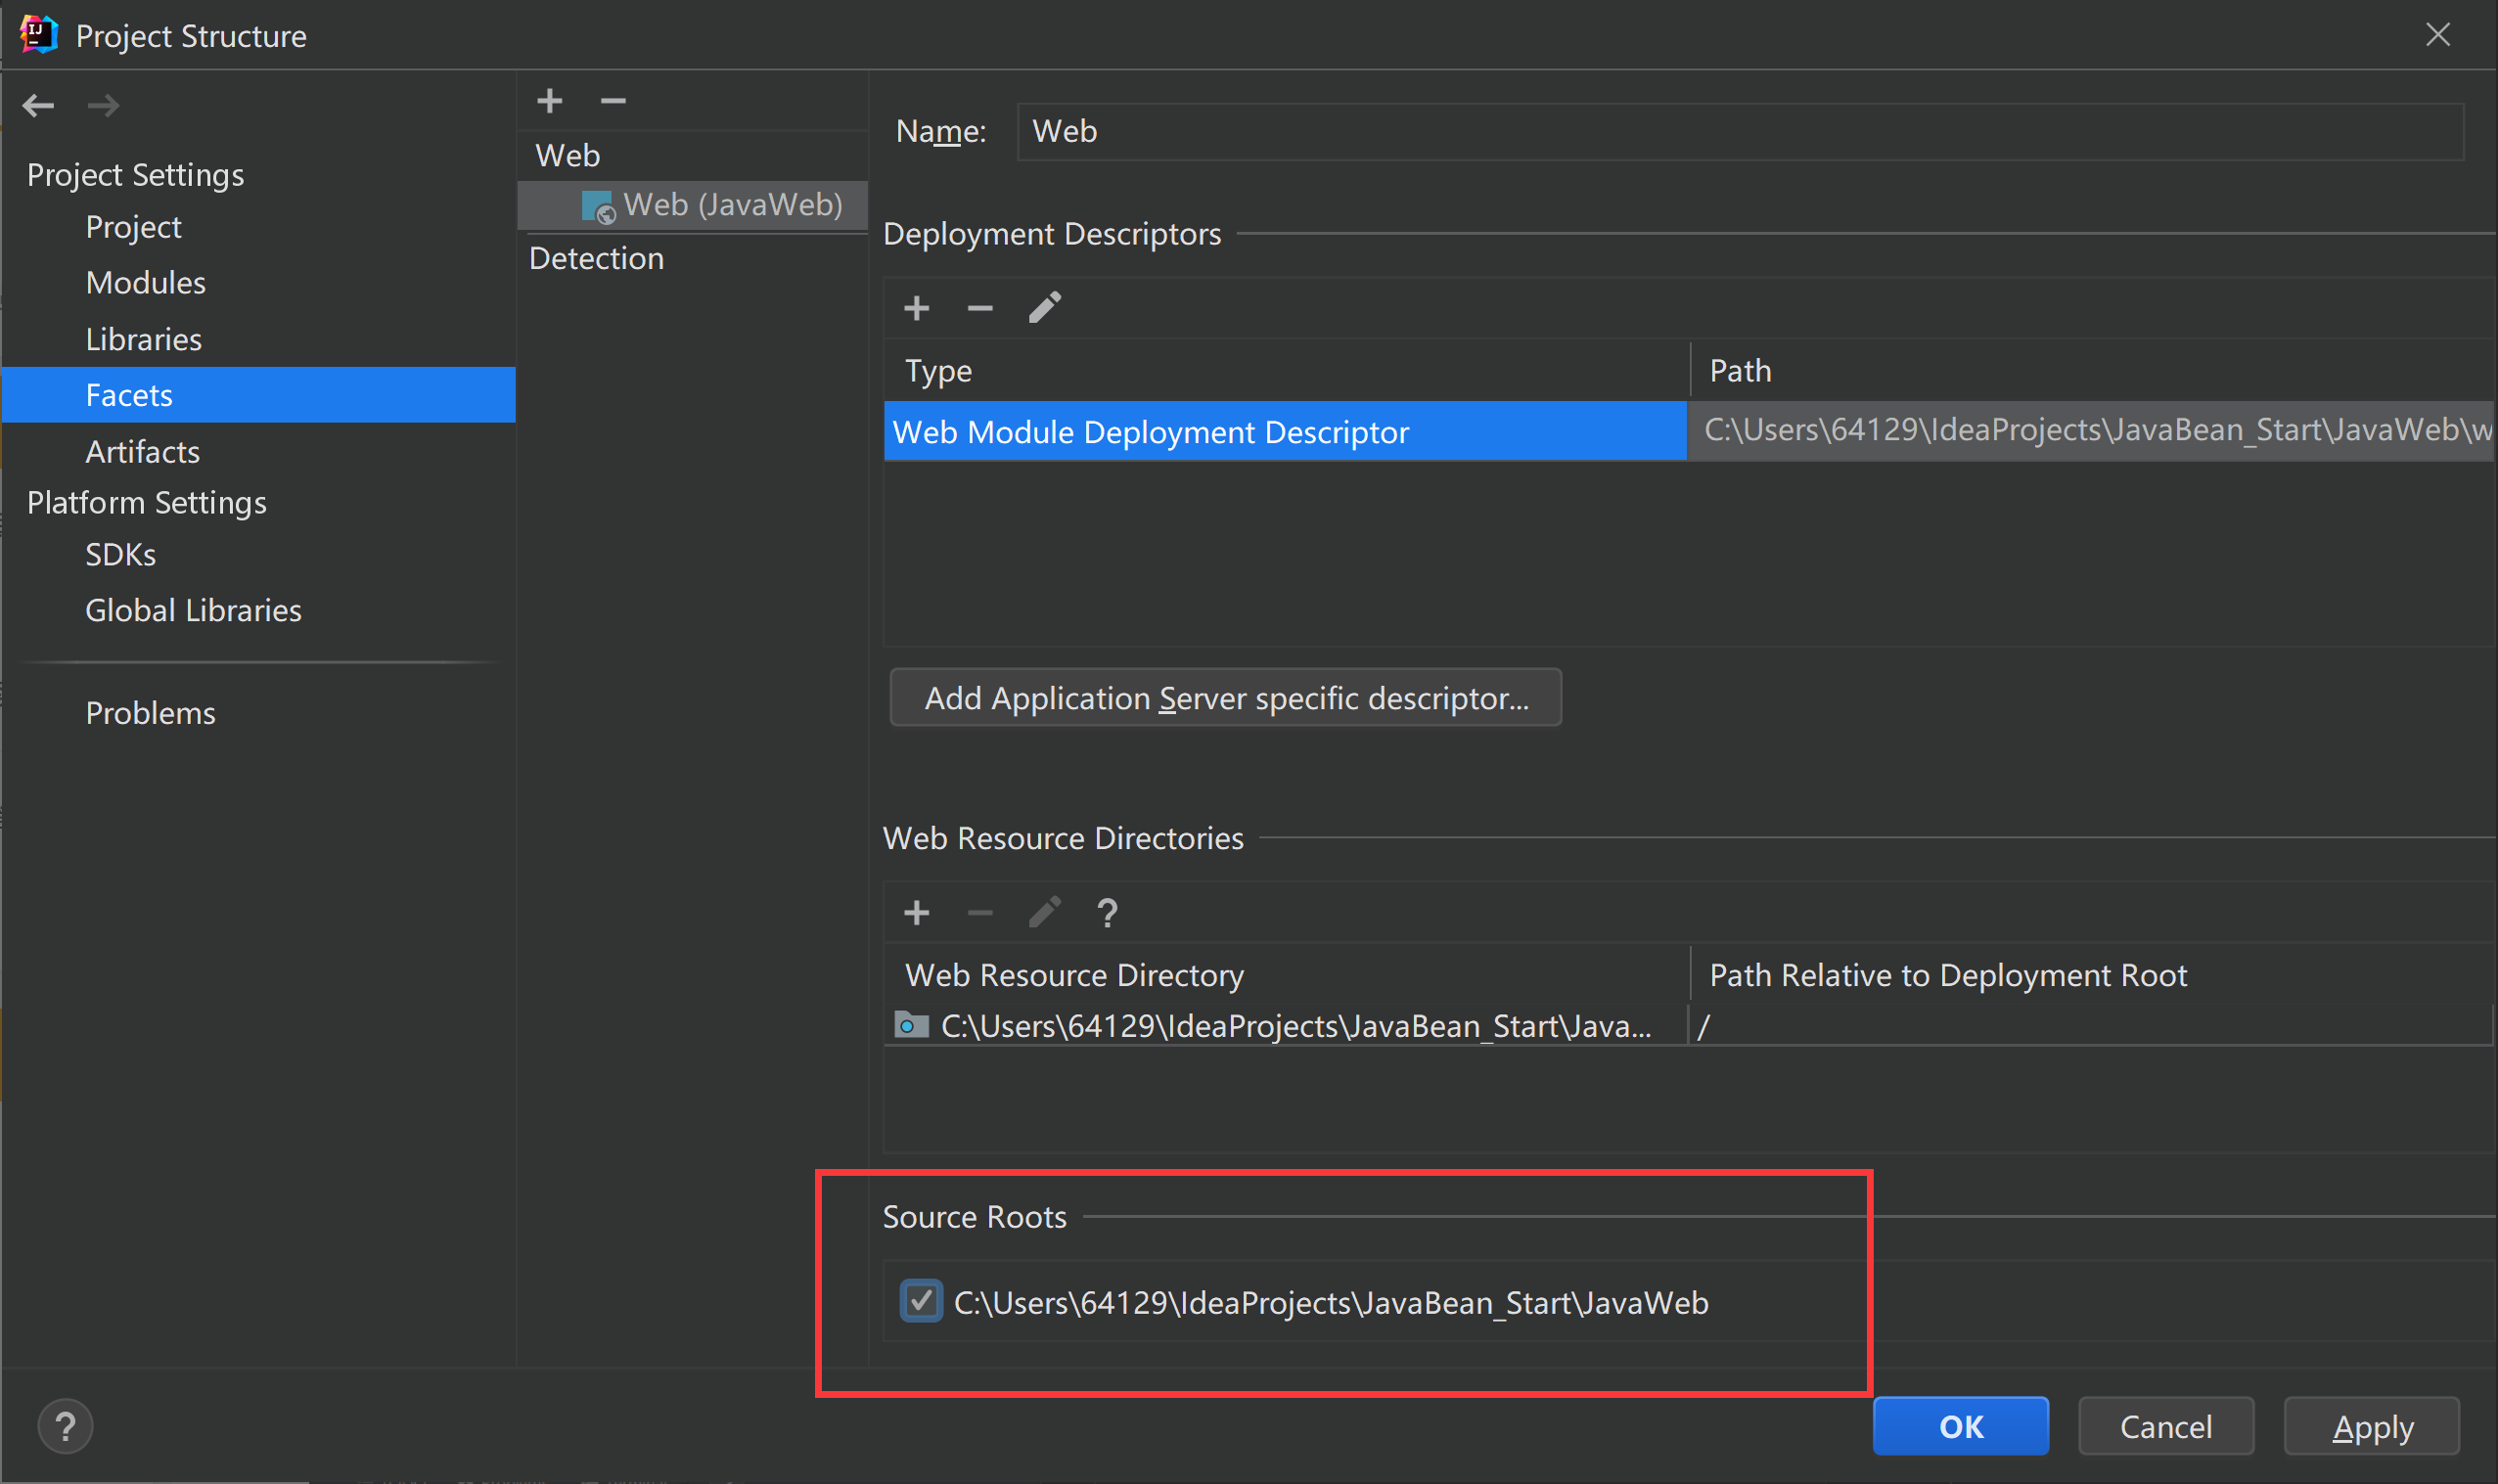 Project Structure
Project Settings
Project
Modules
Libraries
Facets
Artifacts
Platform Settings
SDKs
Global Libraries
Problems
Web
Web (JavaWeb)
Detection
Name: Web
Deployment Descriptors
Type Path
Web Module Deployment Descriptor C:\Users\64129\IdeaProjects\JavaBean_Start\JavaWeb\w
Add Application Server specific descriptor...
Web Resource Directories
?
Web Resource Directory Path Relative to Deployment Root
C:\Users\64129\IdeaProjects\JavaBean_Start\Java... /
Source Roots
C:\Users\64129\IdeaProjects\JavaBean_Start\JavaWeb
? OK Cancel Apply